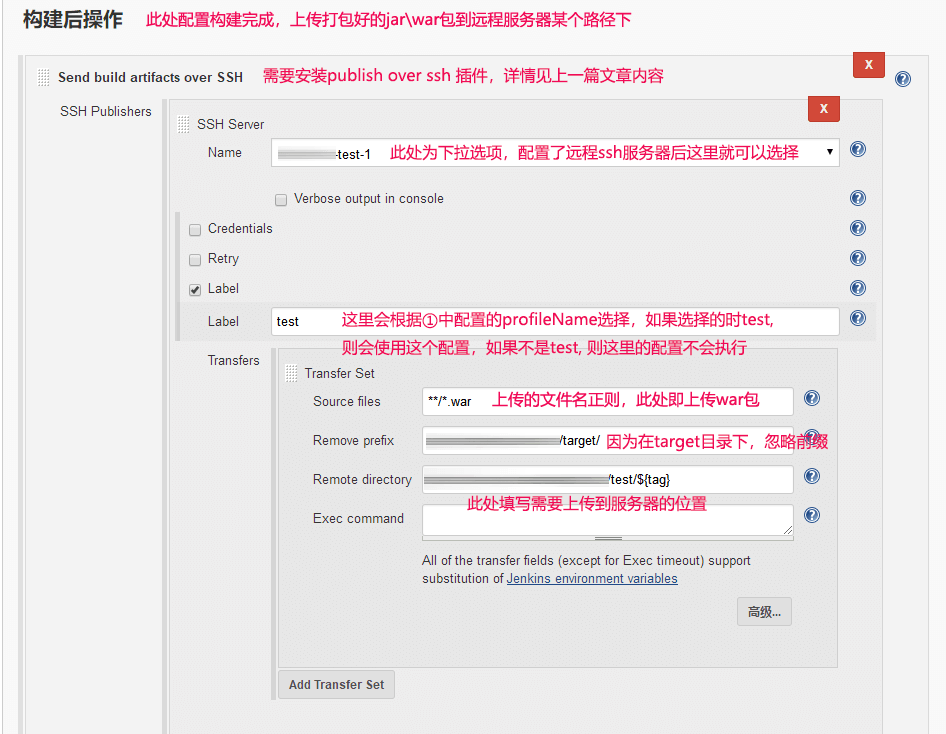 构建后操作 此处配置构建完成，上传打包好的jar\war包到远程服务器某个路径下
X
Send build artifacts over SSH 需要安装publish over ssh 插件，详情见上一篇文章内容
SSH Publishers
X
SSH Server
Name -test-1 此处为下拉选项，配置了远程ssh服务器后这里就可以选择
Verbose output in console
Credentials
Retry
Label
Label test 这里会根据①中配置的profileName选择，如果选择的时test,
则会使用这个配置，如果不是test, 则这里的配置不会执行
Transfers
Transfer Set
Source files **/*.war 上传的文件名正则，此处即上传war包
Remove prefix /target/ 因为在target目录下，忽略前缀
Remote directory /test/${tag}
此处填写需要上传到服务器的位置
Exec command
All of the transfer fields (except for Exec timeout) support
substitution of Jenkins environment variables
高级...
Add Transfer Set